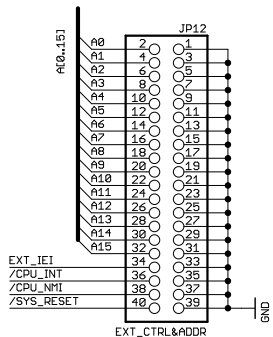 JP12
A[0..15]
A0 2 1
A1 4 3
A2 6 5
A3 8 7
A4 10 9
A5 12 11
A6 14 13
A7 16 15
A8 18 17
A9 20 19
A10 22 21
A11 24 23
A12 26 25
A13 28 27
A14 30 29
A15 32 31
EXT_IEI 34 33
/CPU_INT 36 35
/CPU_NMI 38 37
/SYS_RESET 40 39
GND
EXT_CTRL&ADDR